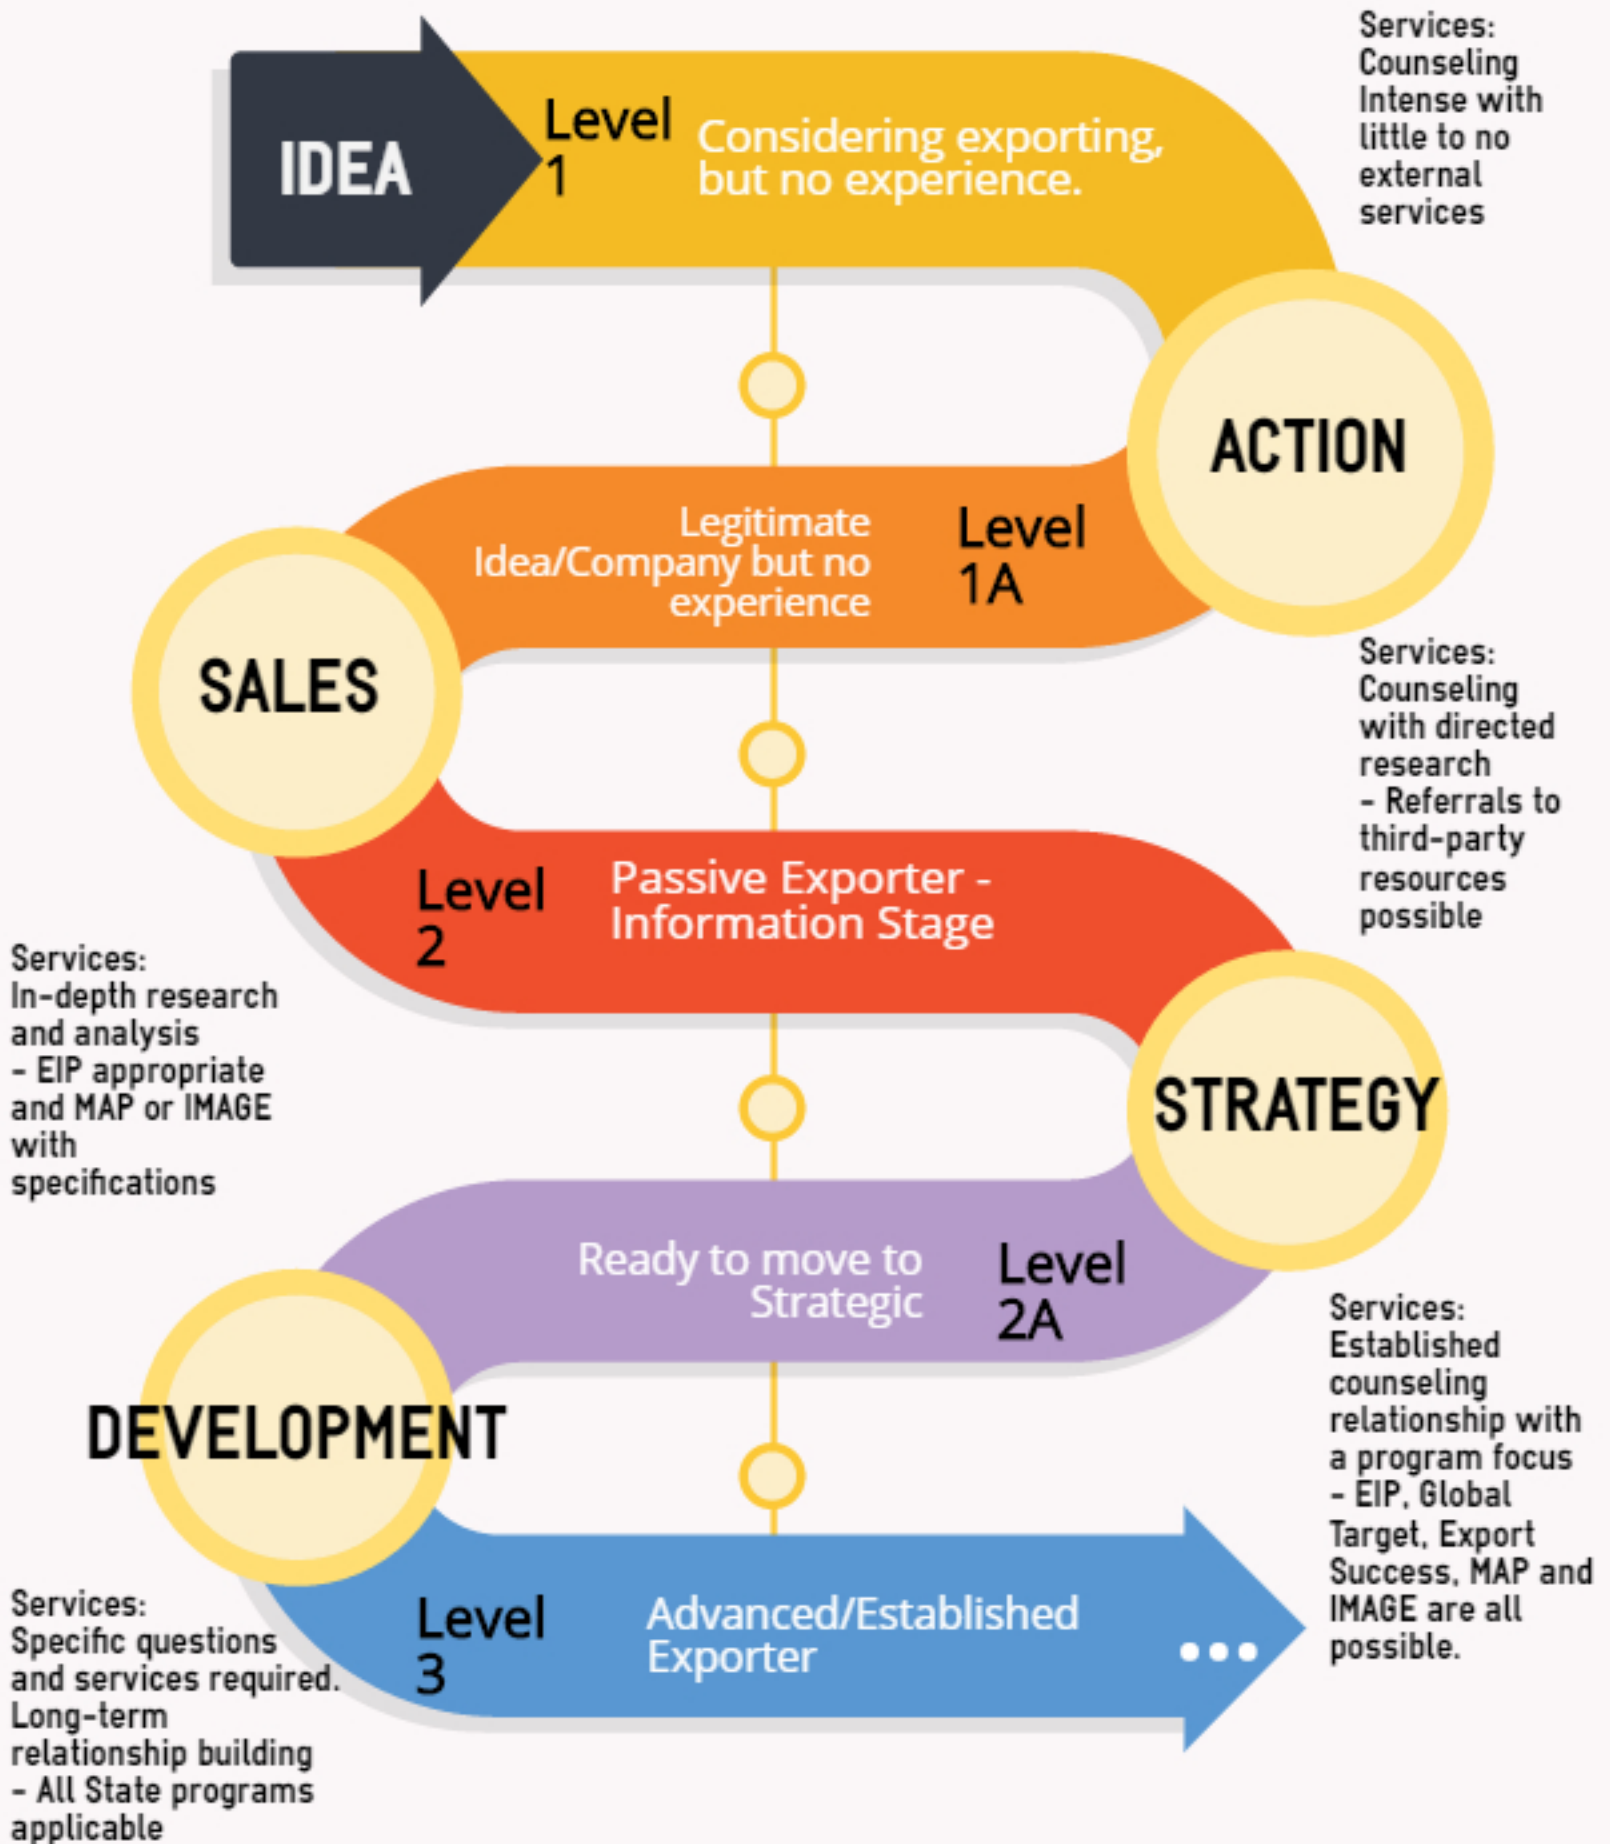 IDEA
Level
1
Considering exporting,
but no experience.
Services:
Counseling
Intense with
little to no
external
services
ACTION
Level
1A
Legitimate
Idea/Company but no
experience
Services:
Counseling
with directed
research
- Referrals to
third-party
resources
possible
SALES
Level
2
Passive Exporter -
Information Stage
Services:
In-depth research
and analysis
- EIP appropriate
and MAP or IMAGE
with
specifications
STRATEGY
Level
2A
Ready to move to
Strategic
Services:
Established
counseling
relationship with
a program focus
- EIP, Global
Target, Export
Success, MAP and
IMAGE are all
possible.
DEVELOPMENT
Level
3
Advanced/Established
Exporter
...
Services:
Specific questions
and services required.
Long-term
relationship building
- All State programs
applicable